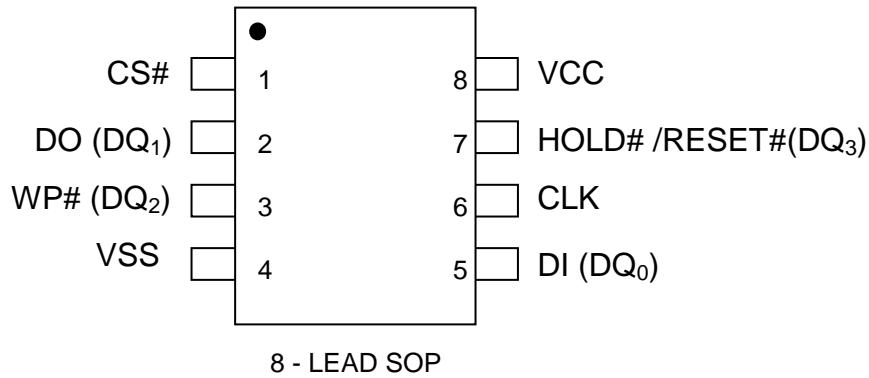 CS# 1 8 VCC
DO (DQ₁) 2 7 HOLD# /RESET#(DQ₃)
WP# (DQ₂) 3 6 CLK
VSS 4 5 DI (DQ₀)
8 - LEAD SOP